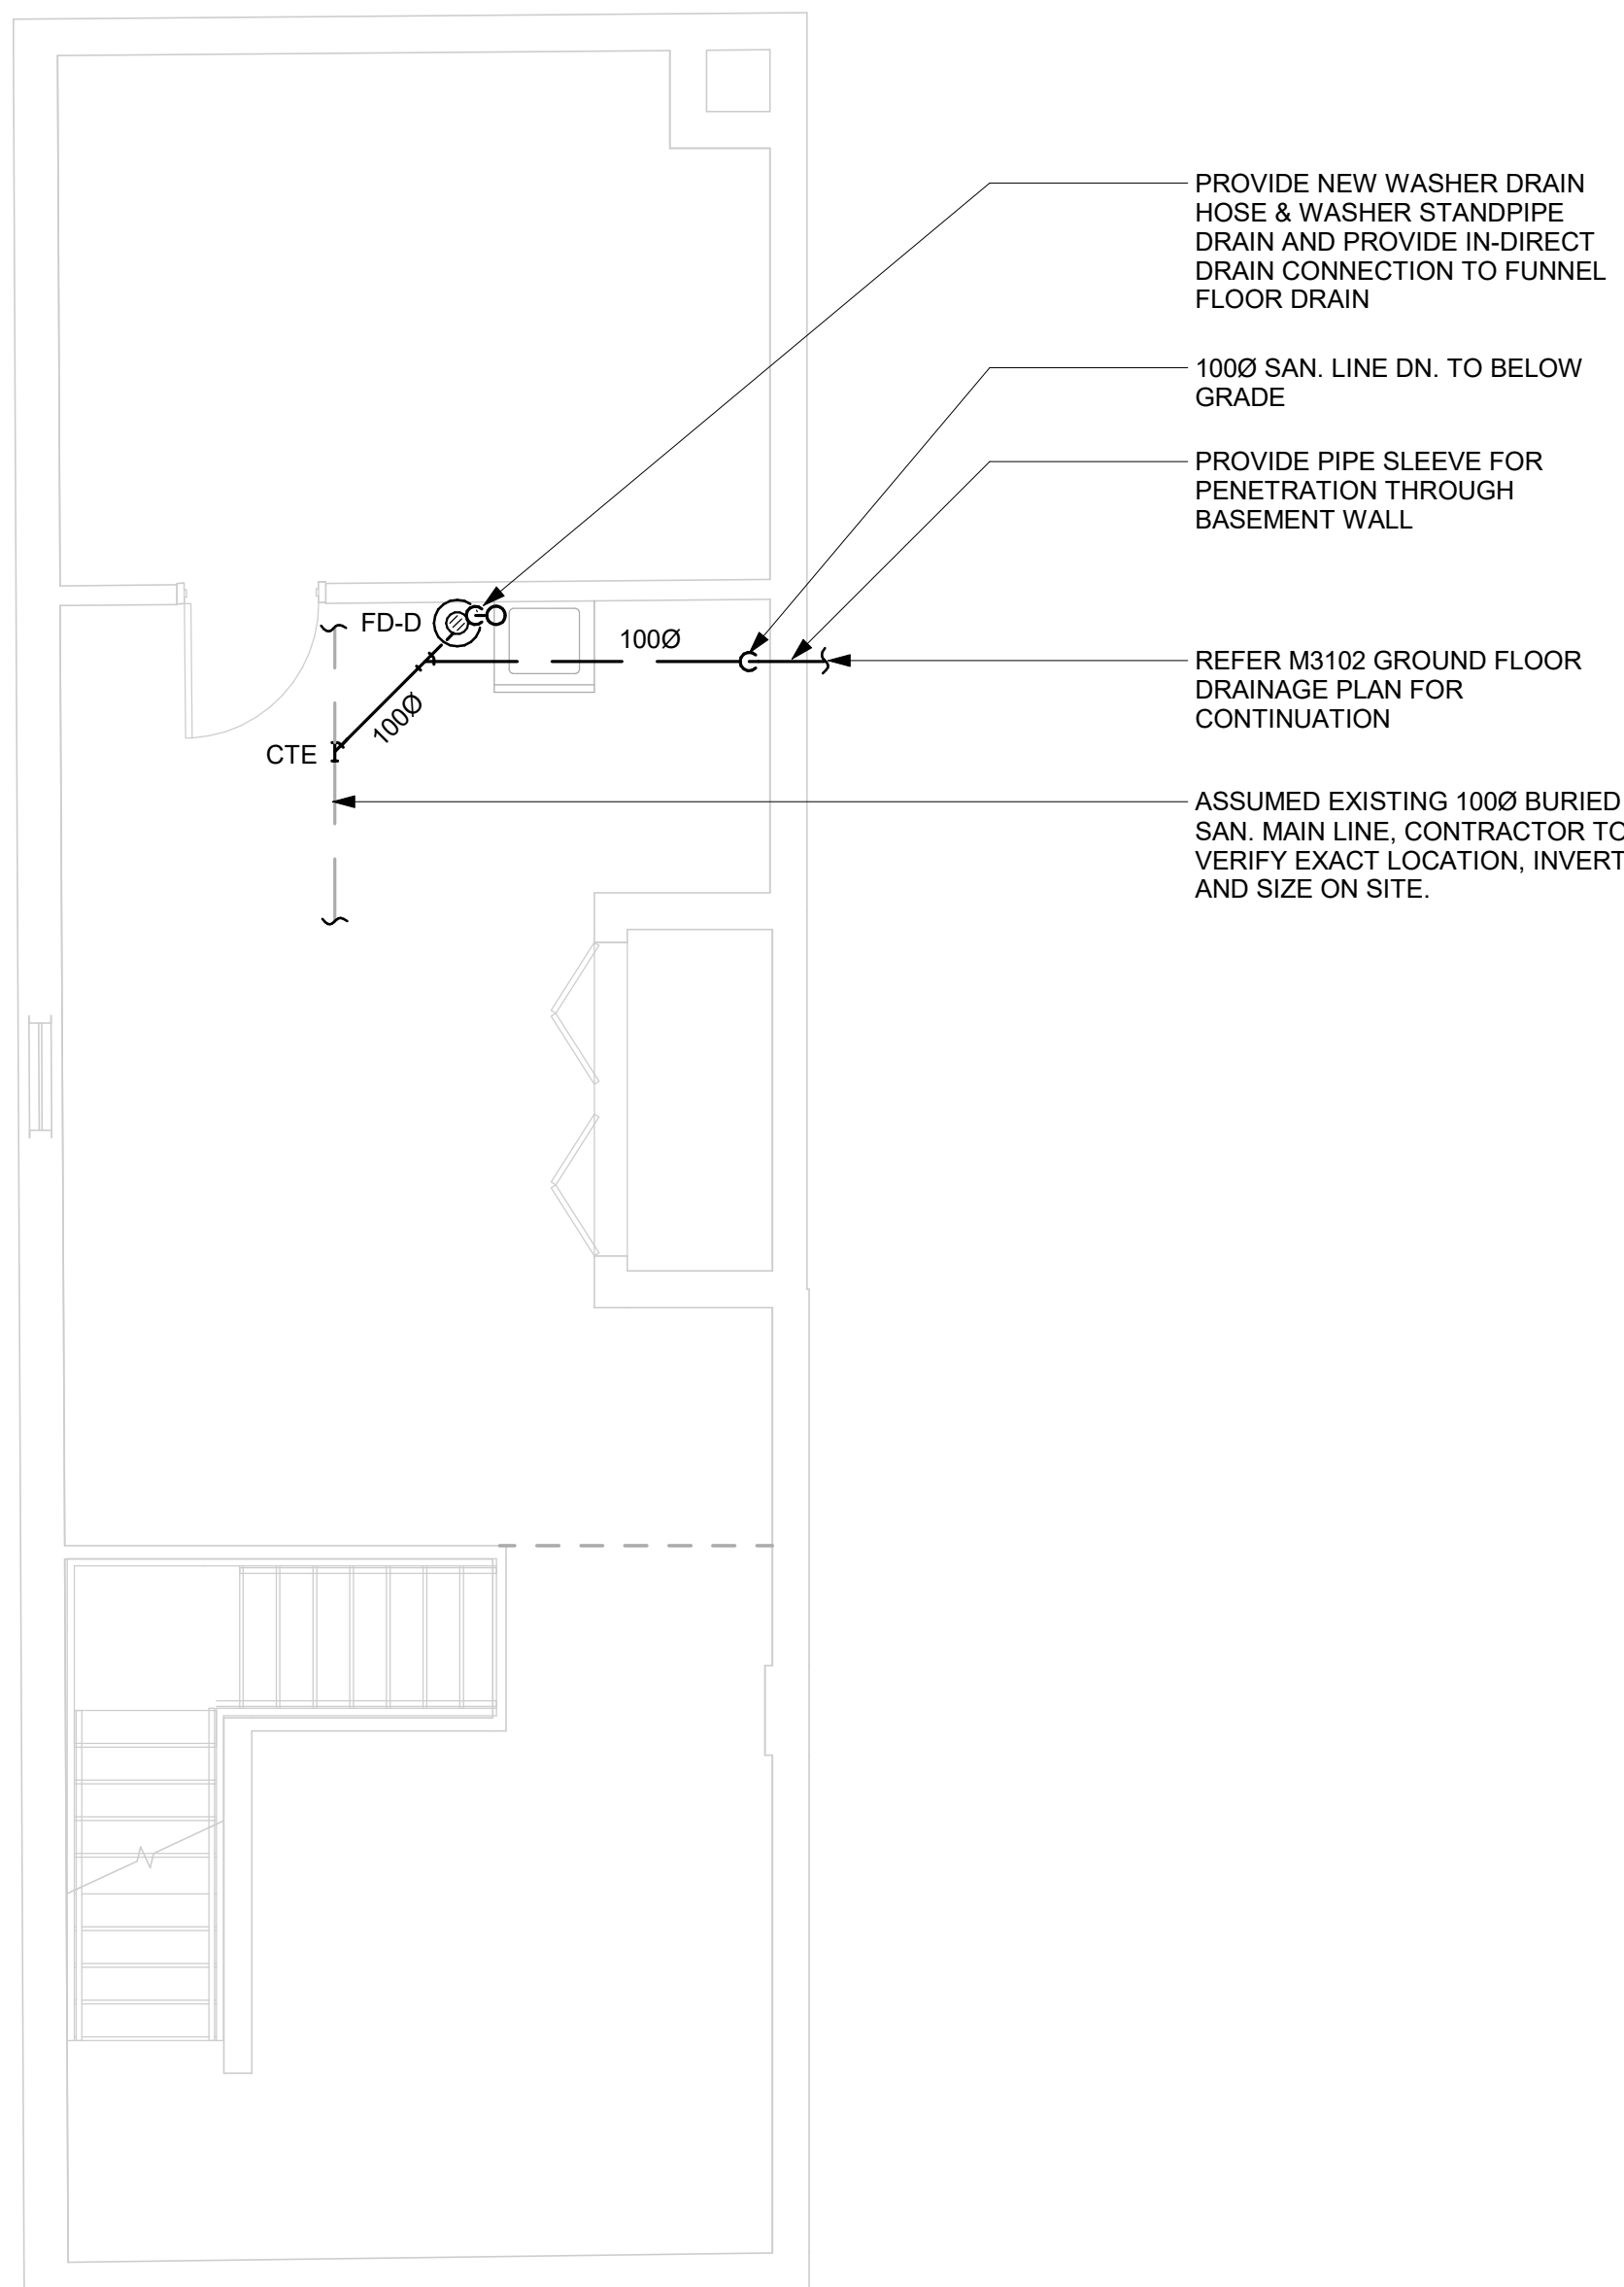 PROVIDE NEW WASHER DRAIN
HOSE & WASHER STANDPIPE
DRAIN AND PROVIDE IN-DIRECT
DRAIN CONNECTION TO FUNNEL
FLOOR DRAIN
100Ø SAN. LINE DN. TO BELOW
GRADE
PROVIDE PIPE SLEEVE FOR
PENETRATION THROUGH
BASEMENT WALL
FD-D
100Ø
REFER M3102 GROUND FLOOR
DRAINAGE PLAN FOR
CONTINUATION
100Ø
CTE
ASSUMED EXISTING 100Ø BURIED
SAN. MAIN LINE, CONTRACTOR TO
VERIFY EXACT LOCATION, INVERT
AND SIZE ON SITE.